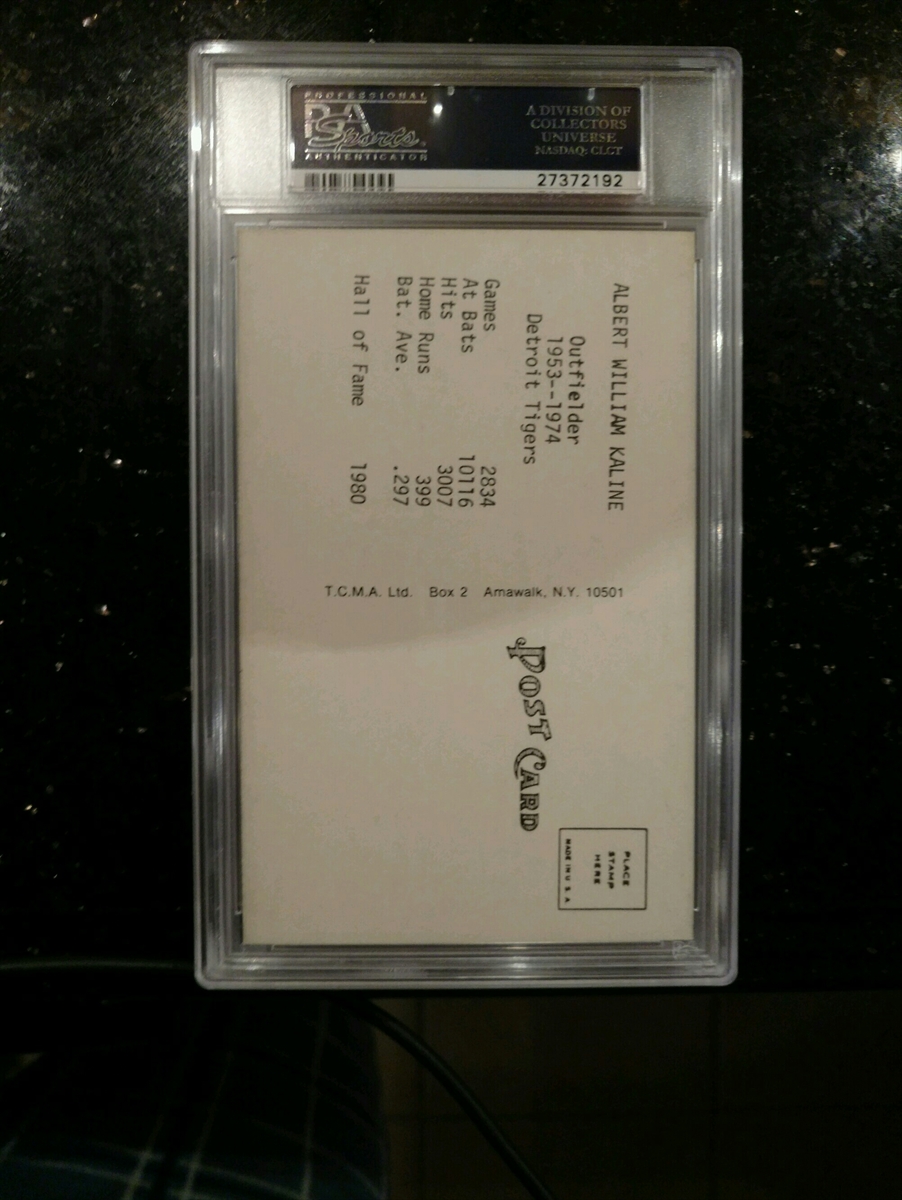 PROFESSIONAL
PSA
Sports
AUTHENTICATOR
A DIVISION OF
COLLECTORS
UNIVERSE
NASDAQ: CLCT
27372192
ALBERT WILLIAM KALINE
Outfielder
1953--1974
Detroit Tigers
Games 2834
At Bats 10116
Hits 3007
Home Runs 399
Bat. Ave. .297
Hall of Fame 1980
T.C.M.A. Ltd. Box 2 Amawalk, N.Y. 10501
POST CARD
PLACE
STAMP
HERE
MADE IN U.S.A